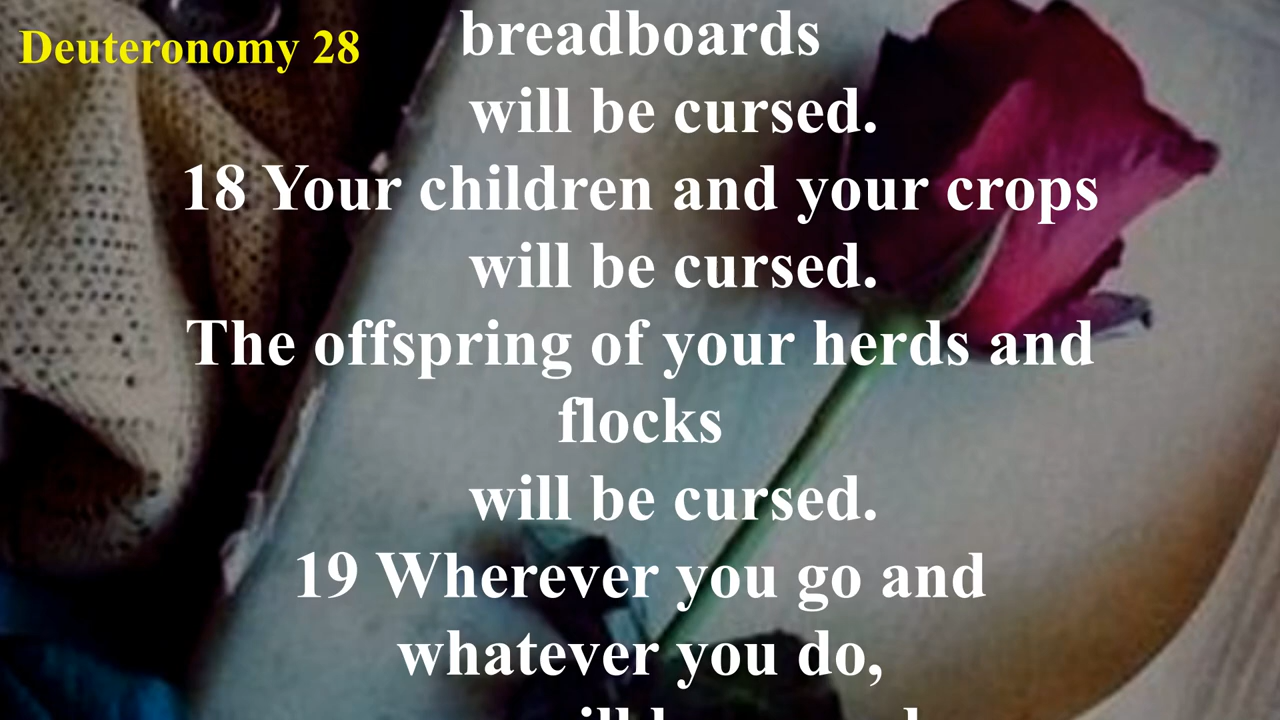 Deuteronomy 28
breadboards
will be cursed.
18 Your children and your crops
will be cursed.
The offspring of your herds and
flocks
will be cursed.
19 Wherever you go and
whatever you do,